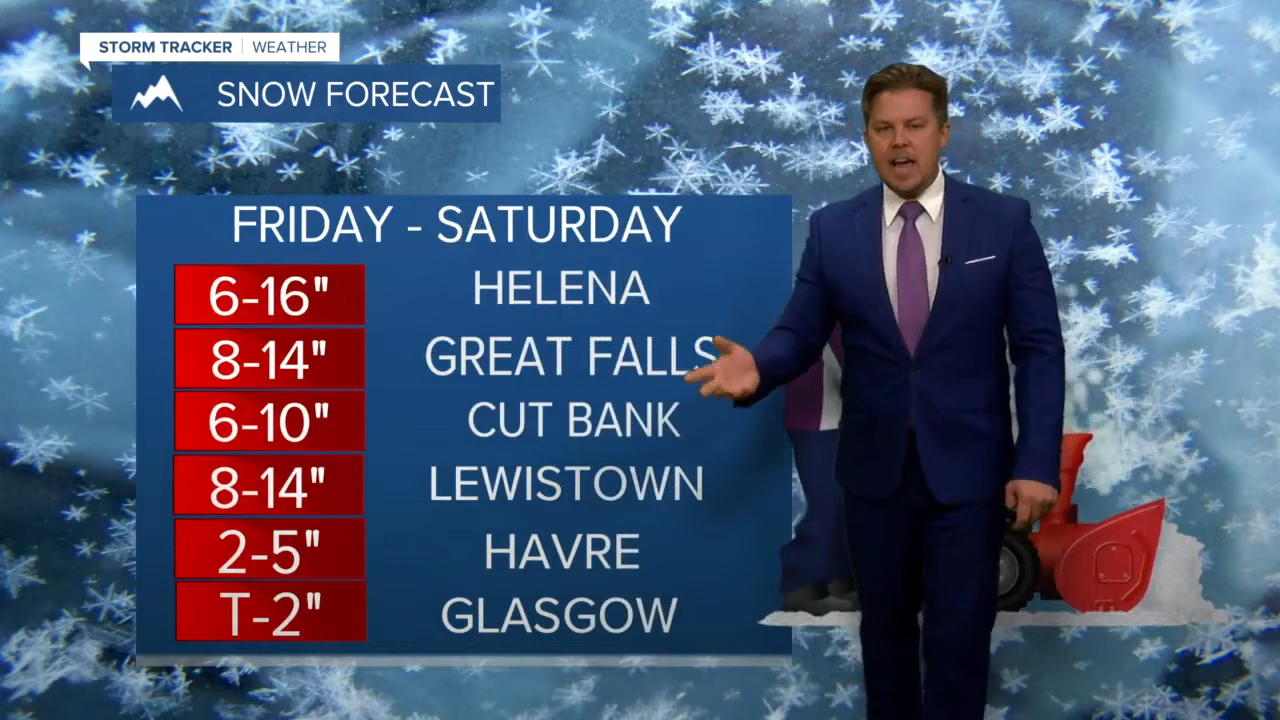 STORM TRACKER | WEATHER
SNOW FORECAST
FRIDAY - SATURDAY
6-16" HELENA
8-14" GREAT FALLS
6-10" CUT BANK
8-14" LEWISTOWN
2-5" HAVRE
T-2" GLASGOW